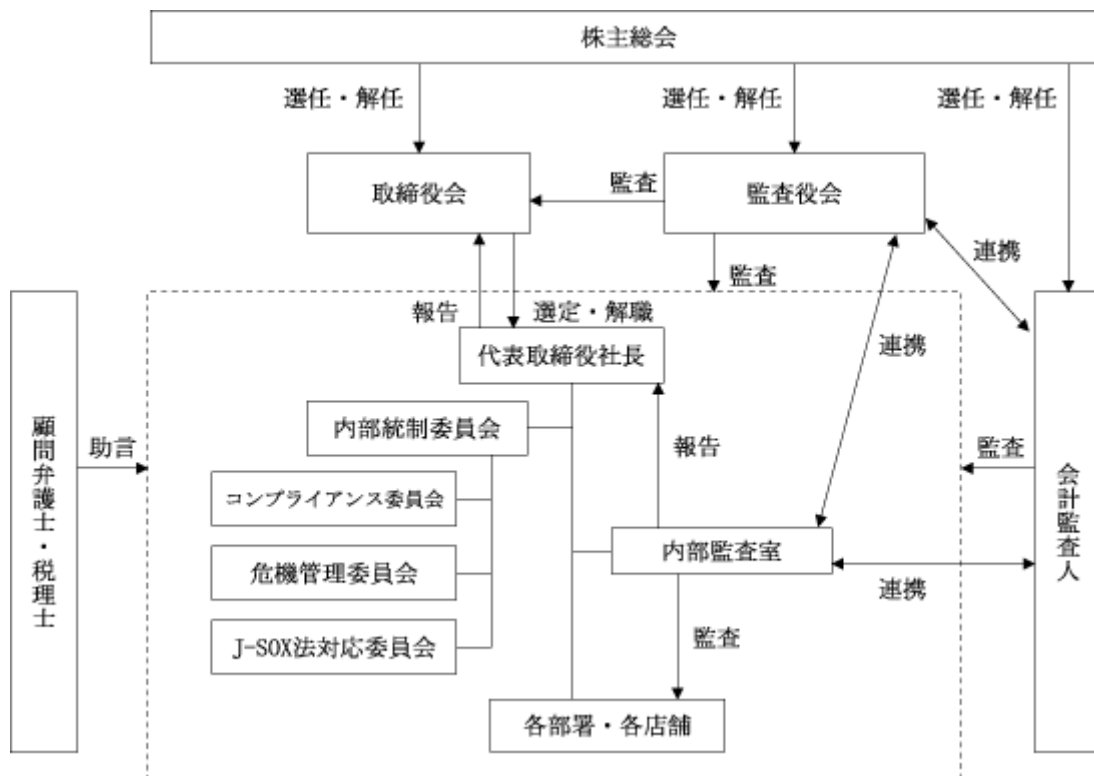 株主総会
選任・解任
選任・解任
選任・解任
取締役会
監査
監査役会
連携
監査
報告
選定・解職
代表取締役社長
連携
内部統制委員会
顧問弁護士・税理士
助言
報告
監査
会計監査人
コンプライアンス委員会
内部監査室
危機管理委員会
連携
J-SOX法対応委員会
監査
各部署・各店舗